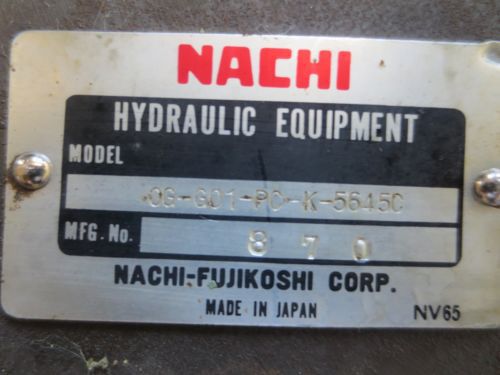 NACHI
HYDRAULIC EQUIPMENT
MODEL
OG-G01-PC-K-5645C
MFG. No. 870
NACHI-FUJIKOSHI CORP.
MADE IN JAPAN NV65